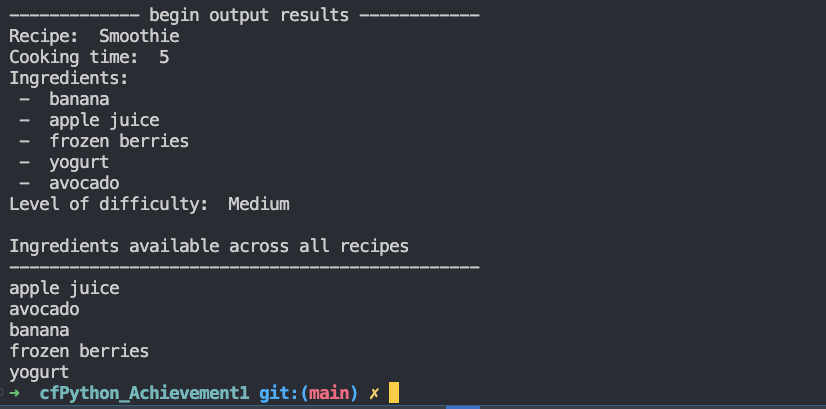 ------------- begin output results ------------
Recipe:  Smoothie
Cooking time:  5
Ingredients:
 -  banana
 -  apple juice
 -  frozen berries
 -  yogurt
 -  avocado
Level of difficulty:  Medium

Ingredients available across all recipes
-----------------------------------------------
apple juice
avocado
banana
frozen berries
yogurt
➜  cfPython_Achievement1 git:(main) ✗